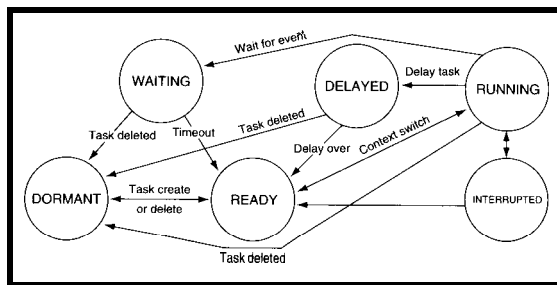 Wait for event
WAITING
DELAYED
Delay task
RUNNING
Task deleted
Timeout
Task deleted
Delay over
Context switch
DORMANT
Task create
or delete
READY
INTERRUPTED
Task deleted